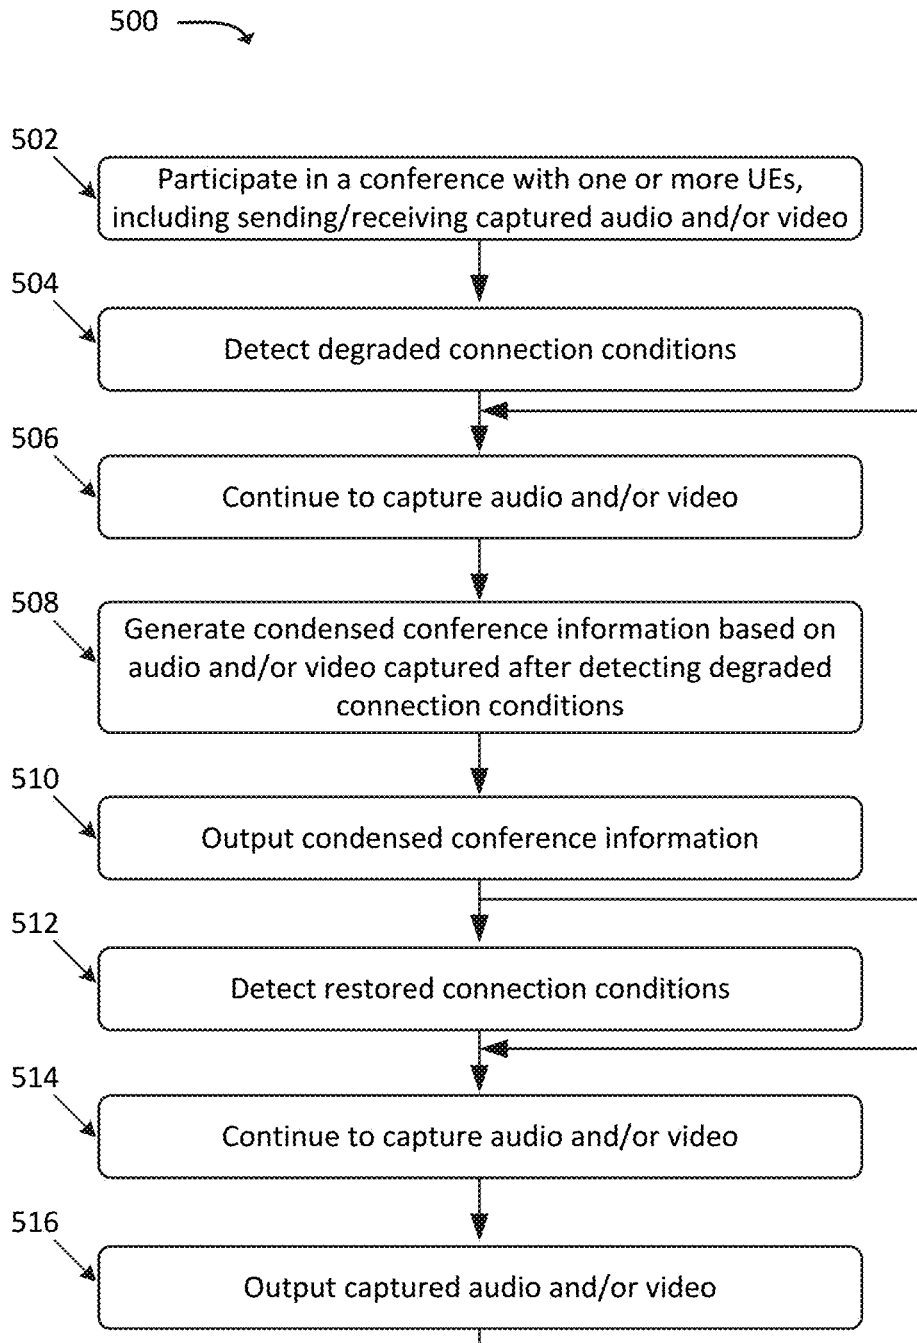 500
502
Participate in a conference with one or more UEs,
including sending/receiving captured audio and/or video
504
Detect degraded connection conditions
506
Continue to capture audio and/or video
508
Generate condensed conference information based on
audio and/or video captured after detecting degraded
connection conditions
510
Output condensed conference information
512
Detect restored connection conditions
514
Continue to capture audio and/or video
516
Output captured audio and/or video